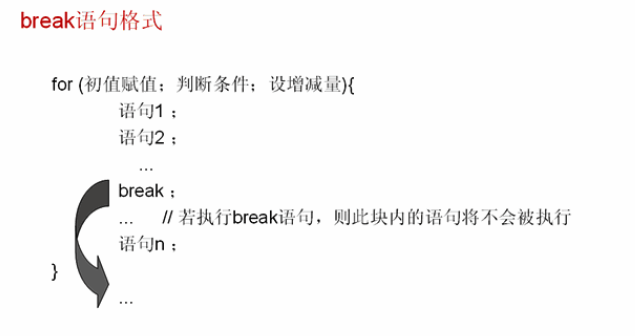 break语句格式
for (初值赋值；判断条件；设增减量){
语句1 ；
语句2 ；
...
break ；
... // 若执行break语句，则此块内的语句将不会被执行
语句n ；
}
...